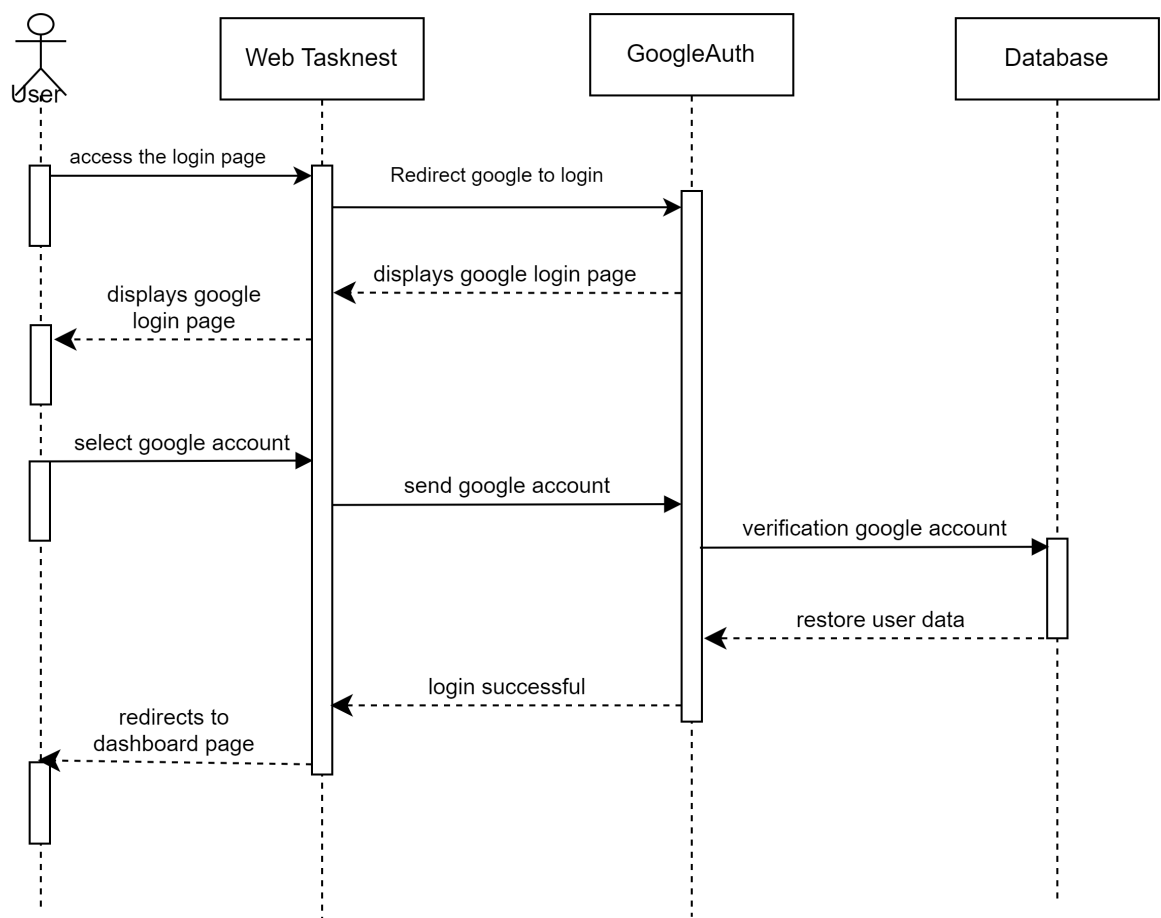 User
Web Tasknest
GoogleAuth
Database
access the login page
Redirect google to login
displays google login page
displays google
login page
select google account
send google account
verification google account
restore user data
login successful
redirects to
dashboard page